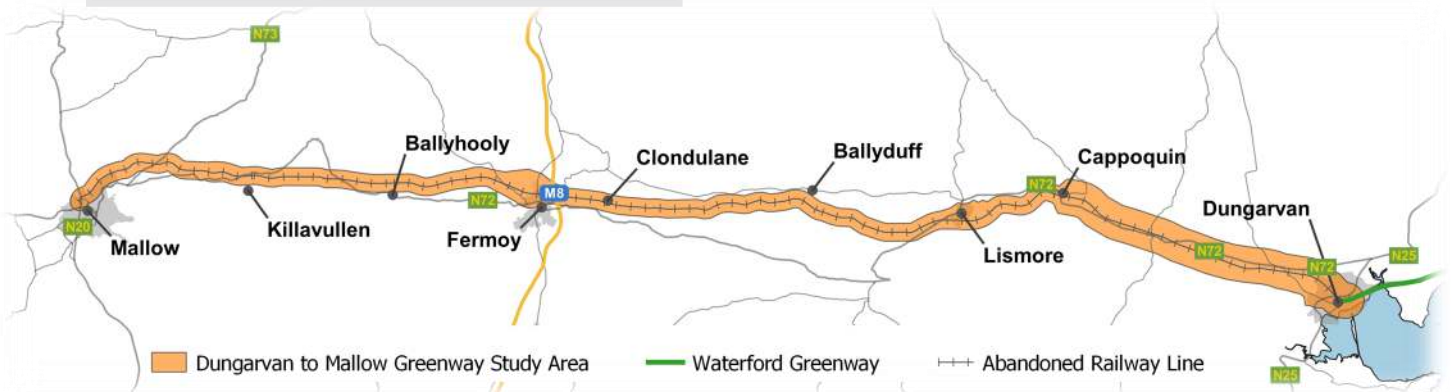 N73
Ballyhooly
Clondulane
Ballyduff
Cappoquin
N72
M8
N72
Dungarvan
Killavullen
N20
Mallow
Fermoy
Lismore
N72
N72
N25
Dungarvan to Mallow Greenway Study Area
Waterford Greenway
Abandoned Railway Line
N25